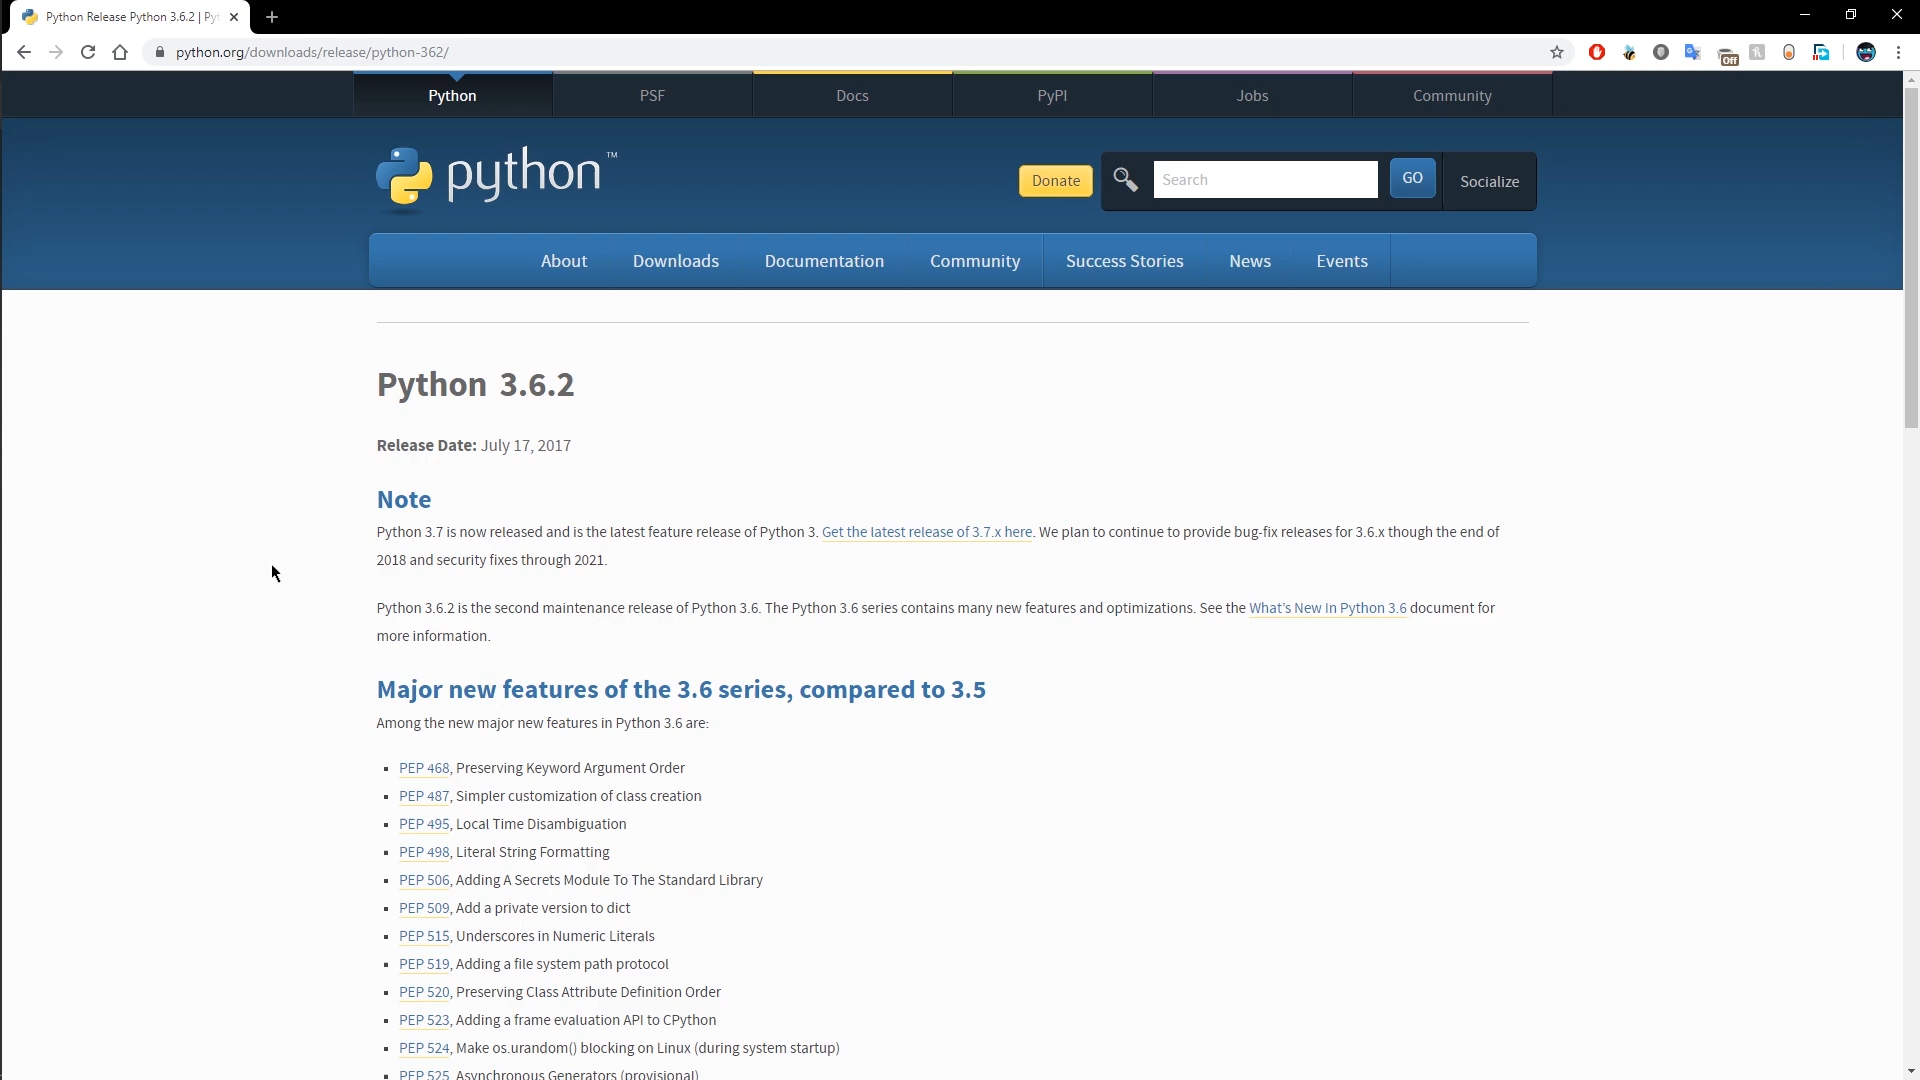 Python Release Python 3.6.2 | Pyt
python.org/downloads/release/python-362/
Off
Python PSF Docs PyPI Jobs Community
python™
Donate Search GO Socialize
About Downloads Documentation Community Success Stories News Events
Python 3.6.2
Release Date: July 17, 2017
Note
Python 3.7 is now released and is the latest feature release of Python 3. Get the latest release of 3.7.x here. We plan to continue to provide bug-fix releases for 3.6.x though the end of
2018 and security fixes through 2021.
Python 3.6.2 is the second maintenance release of Python 3.6. The Python 3.6 series contains many new features and optimizations. See the What's New In Python 3.6 document for
more information.
Major new features of the 3.6 series, compared to 3.5
Among the new major new features in Python 3.6 are:
PEP 468, Preserving Keyword Argument Order
PEP 487, Simpler customization of class creation
PEP 495, Local Time Disambiguation
PEP 498, Literal String Formatting
PEP 506, Adding A Secrets Module To The Standard Library
PEP 509, Add a private version to dict
PEP 515, Underscores in Numeric Literals
PEP 519, Adding a file system path protocol
PEP 520, Preserving Class Attribute Definition Order
PEP 523, Adding a frame evaluation API to CPython
PEP 524, Make os.urandom() blocking on Linux (during system startup)
PEP 525, Asynchronous Generators (provisional)